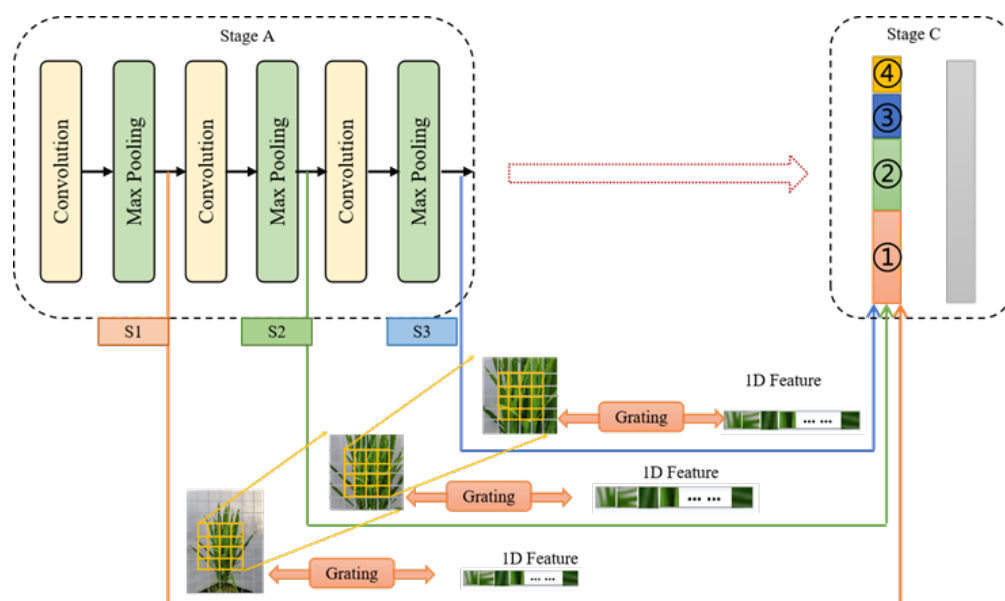 Stage A
Stage C
Convolution
Max Pooling
Convolution
Max Pooling
Convolution
Max Pooling
④
③
②
①
S1
S2
S3
1D Feature
Grating
... ...
1D Feature
Grating
... ...
1D Feature
Grating
... ...